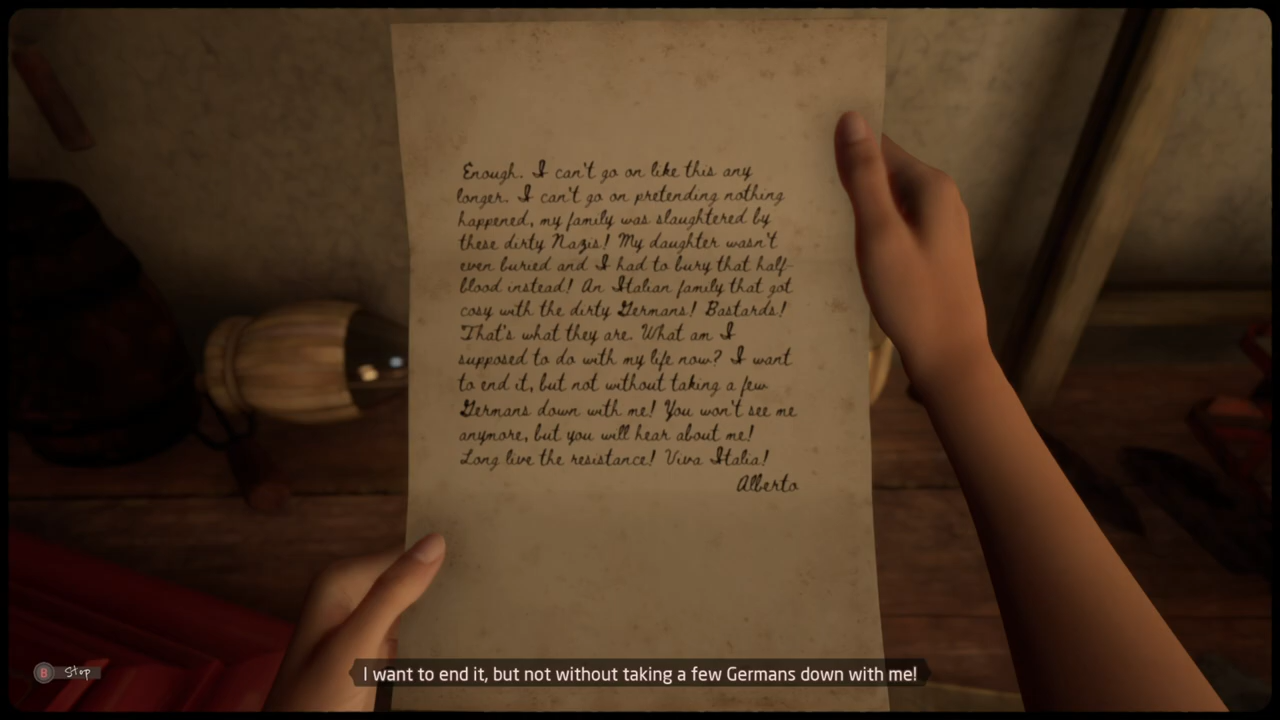 Enough. I can't go on like this any
longer. I can't go on pretending nothing
happened, my family was slaughtered by
these dirty Nazis! My daughter wasn't
even buried and I had to bury that half-
blood instead! An Italian family that got
cosy with the dirty Germans! Bastards!
That's what they are. What am I
supposed to do with my life now? I want
to end it, but not without taking a few
Germans down with me! You won't see me
anymore, but you will hear about me!
Long live the resistance! Viva Italia!
Alberto
B Stop
I want to end it, but not without taking a few Germans down with me!